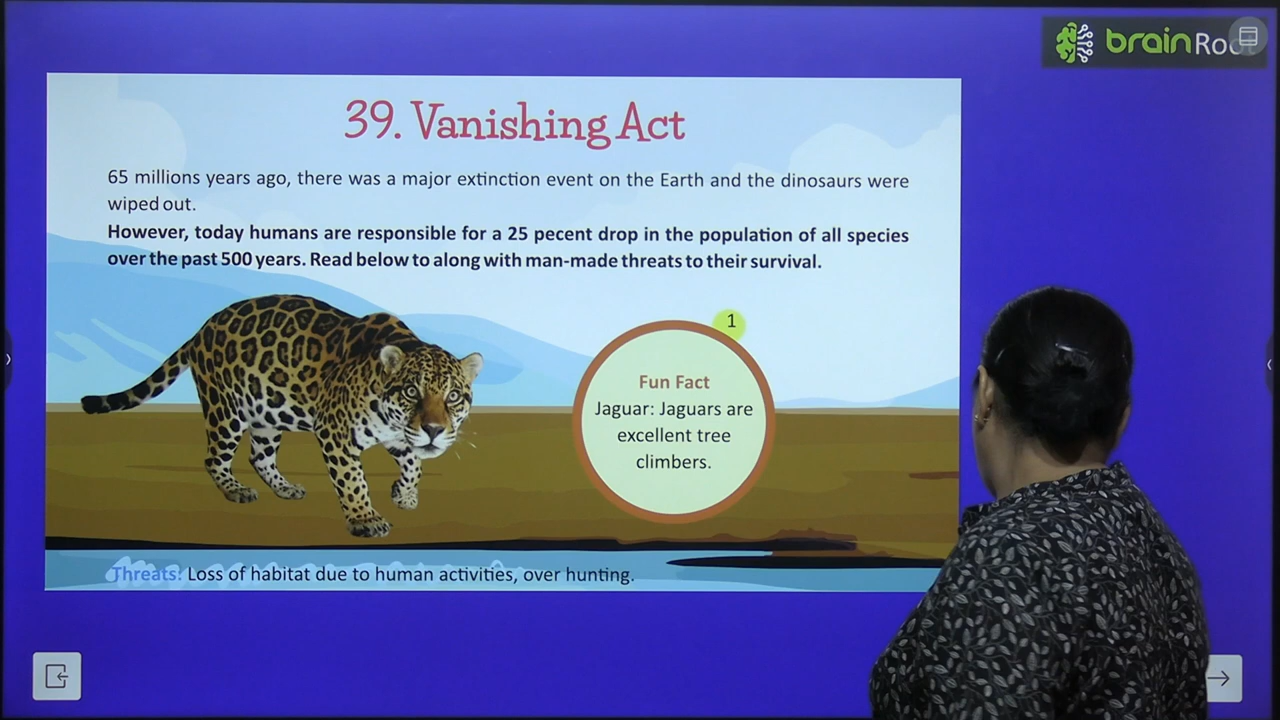 brain
39. Vanishing Act
65 millions years ago, there was a major extinction event on the Earth and the dinosaurs were
wiped out.
However, today humans are responsible for a 25 pecent drop in the population of all species
over the past 500 years. Read below to along with man-made threats to their survival.
1
Fun Fact
Jaguar: Jaguars are
excellent tree
climbers.
Threats: Loss of habitat due to human activities, over hunting.